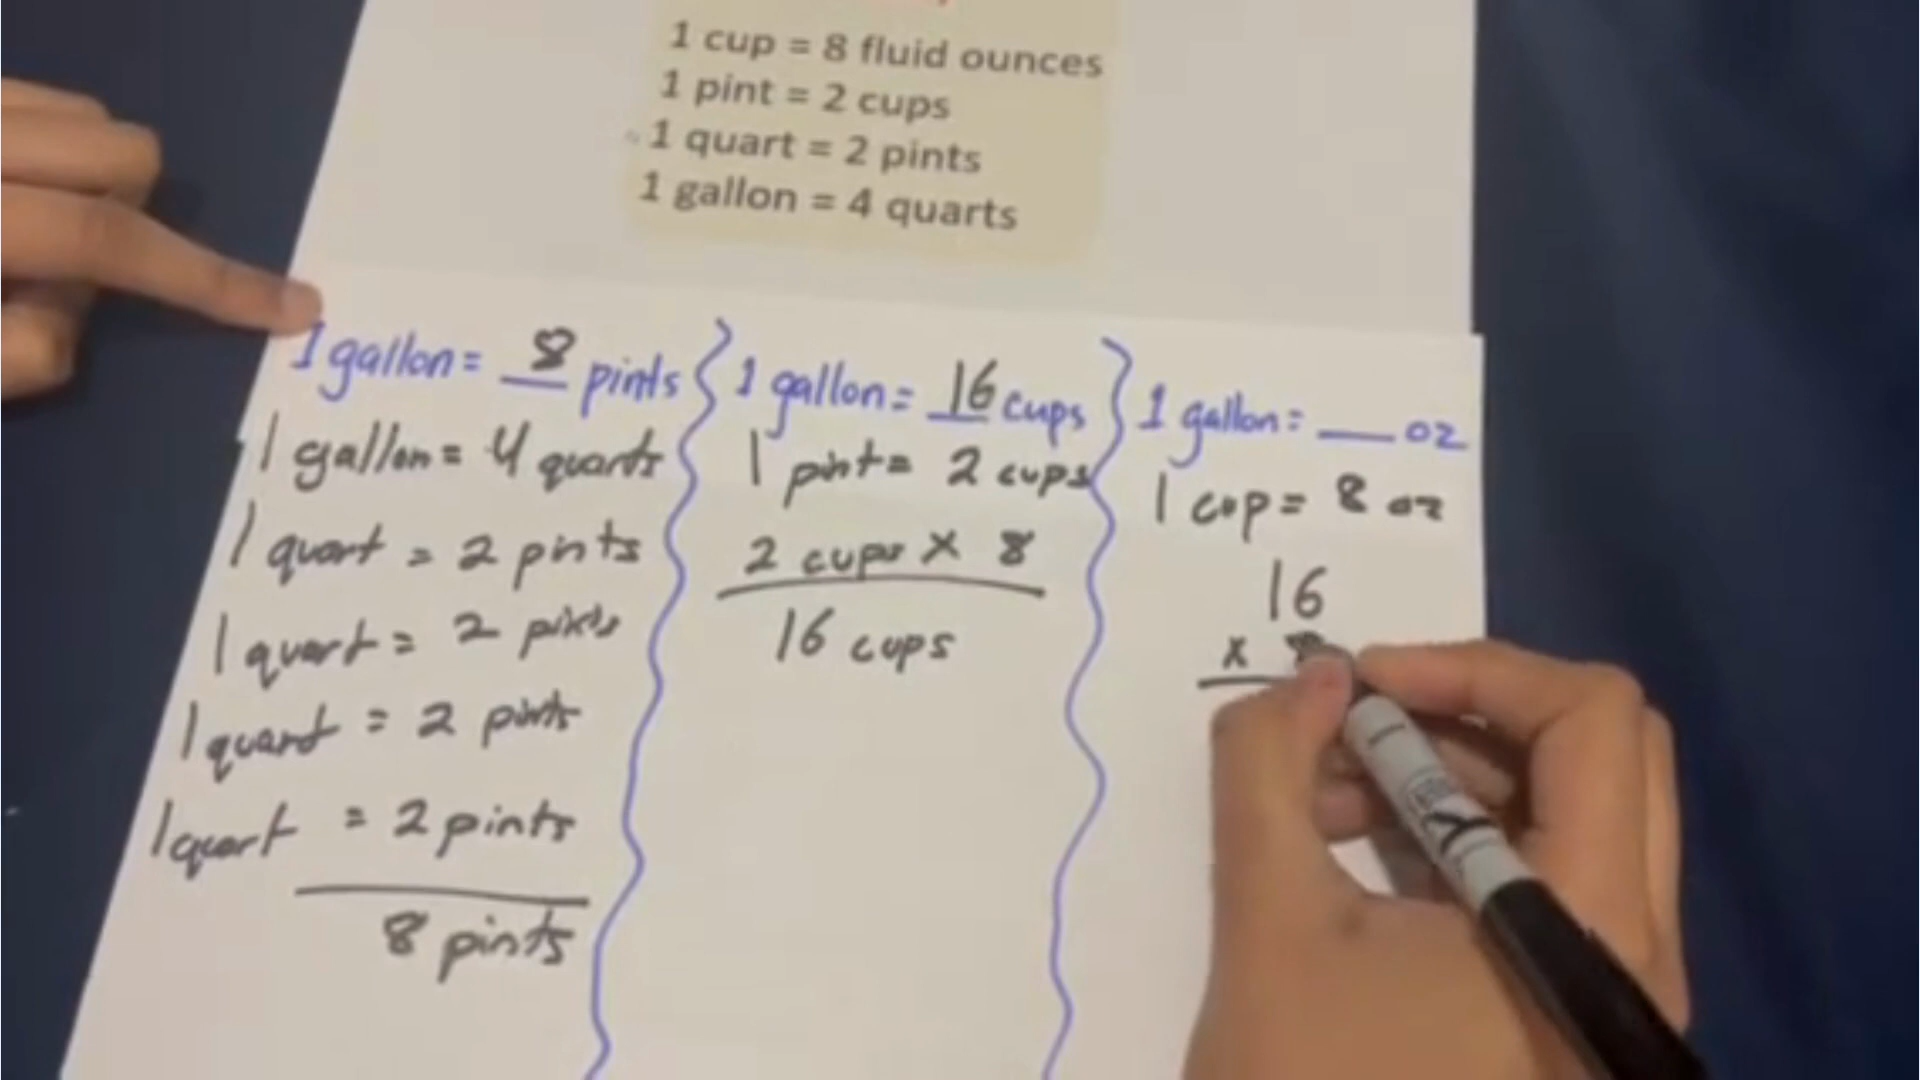 1 cup = 8 fluid ounces
1 pint = 2 cups
1 quart = 2 pints
1 gallon = 4 quarts
1 gallon = 8 pints
1 gallon = 4 quarts
1 quart = 2 pints
1 quart = 2 pints
1 quart = 2 pints
1 quart = 2 pints
8 pints
1 gallon = 16 cups
1 pint = 2 cups
2 cups x 8
16 cups
1 gallon = __ oz
1 cup = 8 oz
16
x 8